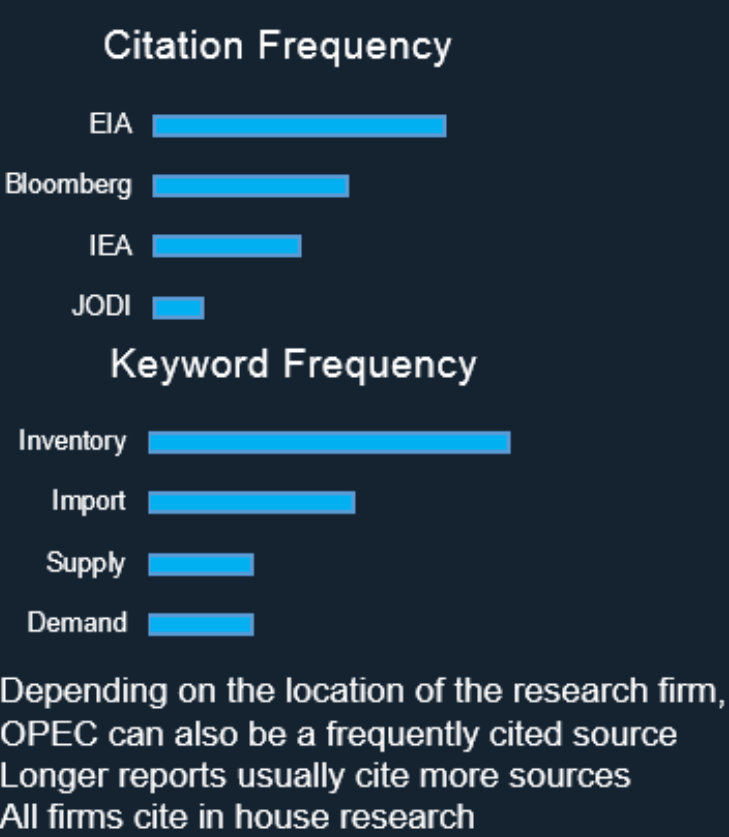 Citation Frequency
EIA
Bloomberg
IEA
JODI
Keyword Frequency
Inventory
Import
Supply
Demand
Depending on the location of the research firm,
OPEC can also be a frequently cited source
Longer reports usually cite more sources
All firms cite in house research